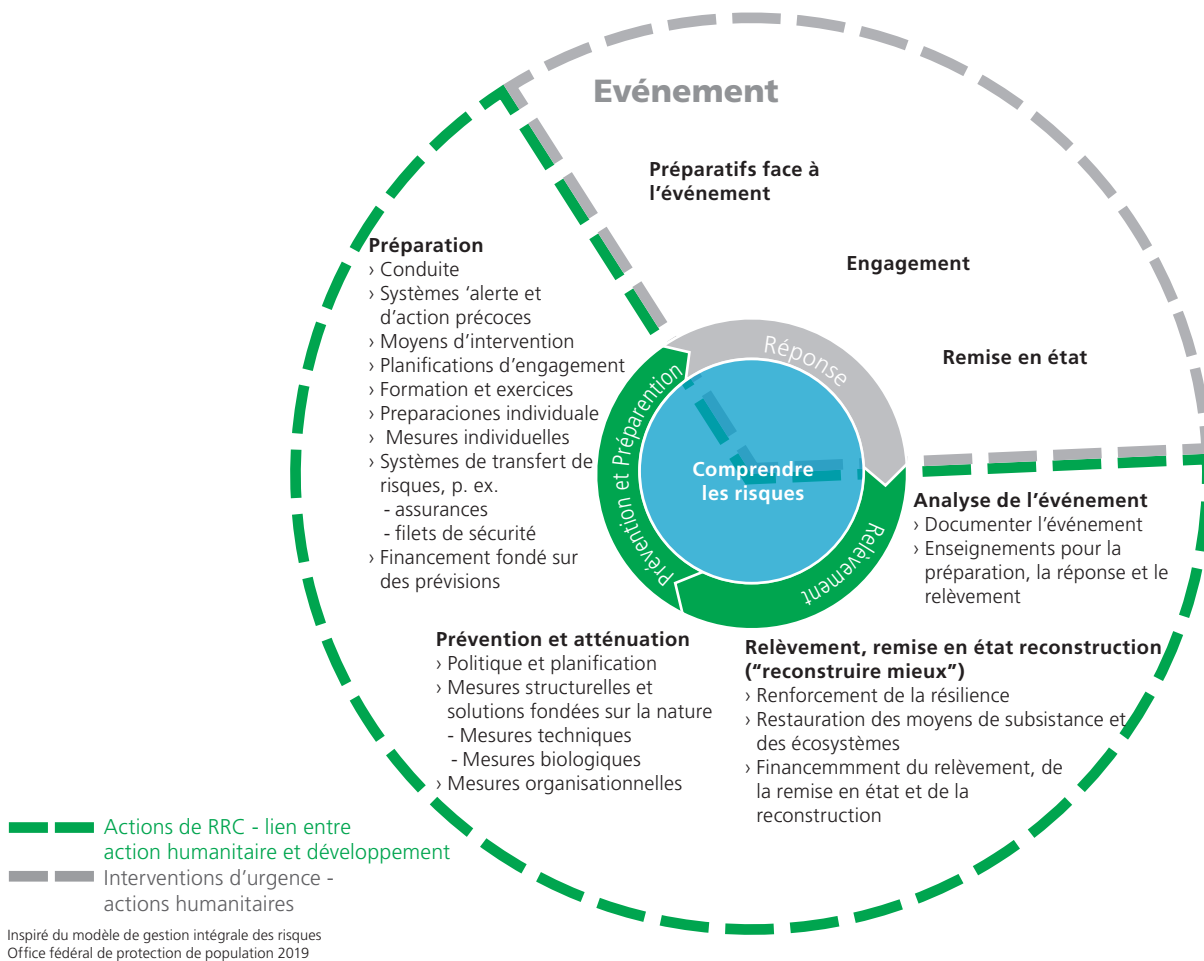 Evénement
Préparatifs face à
l’événement
Engagement
Remise en état
Préparation
› Conduite
› Systèmes ‘alerte et
d’action précoces
› Moyens d’intervention
› Planifications d’engagement
› Formation et exercices
› Preparaciones individuale
› Mesures individuelles
› Systèmes de transfert de
risques, p. ex.
- assurances
- filets de sécurité
› Financement fondé sur
des prévisions
Réponse
Prévention et Préparention
Relèvement
Comprendre
les risques
Analyse de l’événement
› Documenter l’événement
› Enseignements pour la
préparation, la réponse et le
relèvement
Prévention et atténuation
› Politique et planification
› Mesures structurelles et
solutions fondées sur la nature
- Mesures techniques
- Mesures biologiques
› Mesures organisationnelles
Relèvement, remise en état reconstruction
(“reconstruire mieux”)
› Renforcement de la résilience
› Restauration des moyens de subsistance et
des écosystèmes
› Financemmment du relèvement, de
la remise en état et de la
reconstruction
Actions de RRC - lien entre
action humanitaire et développement
Interventions d’urgence -
actions humanitaires
Inspiré du modèle de gestion intégrale des risques
Office fédéral de protection de population 2019